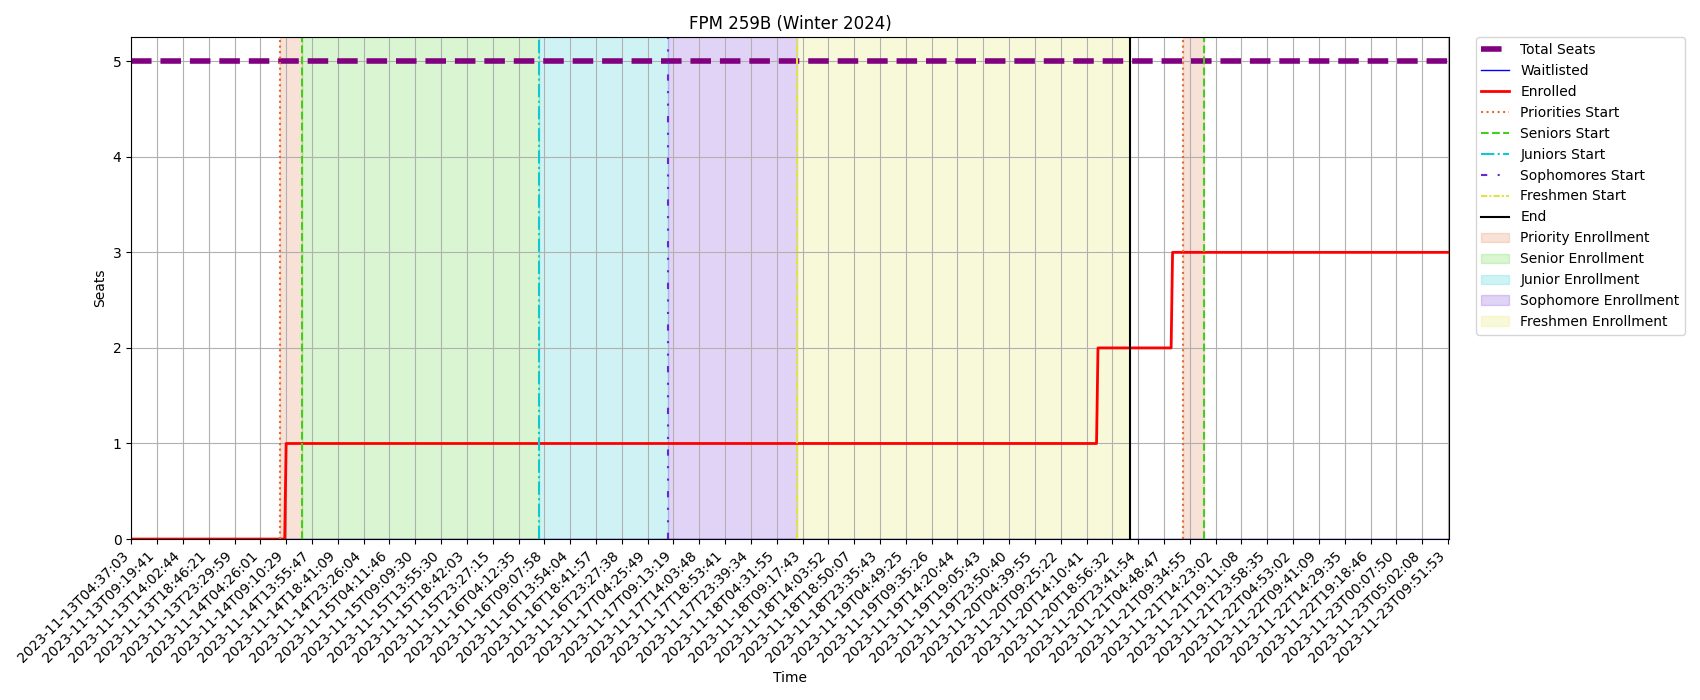 FPM 259B (Winter 2024)
Seats
5
4
3
2
1
0
2023-11-13T04:37:03
2023-11-13T09:19:41
2023-11-13T14:02:44
2023-11-13T18:46:21
2023-11-13T23:29:59
2023-11-14T04:26:01
2023-11-14T09:10:29
2023-11-14T13:55:47
2023-11-14T18:41:09
2023-11-14T23:26:04
2023-11-15T04:11:46
2023-11-15T09:09:30
2023-11-15T13:55:30
2023-11-15T18:42:03
2023-11-15T23:27:15
2023-11-16T04:12:35
2023-11-16T09:07:58
2023-11-16T13:54:04
2023-11-16T18:41:57
2023-11-16T23:27:38
2023-11-17T04:25:49
2023-11-17T09:13:19
2023-11-17T14:03:48
2023-11-17T18:53:41
2023-11-17T23:39:34
2023-11-18T04:31:55
2023-11-18T09:17:43
2023-11-18T14:03:52
2023-11-18T18:50:07
2023-11-18T23:35:43
2023-11-19T04:49:25
2023-11-19T09:35:26
2023-11-19T14:20:44
2023-11-19T19:05:43
2023-11-19T23:50:40
2023-11-20T04:39:55
2023-11-20T09:25:22
2023-11-20T14:10:41
2023-11-20T18:56:32
2023-11-20T23:41:54
2023-11-21T04:48:47
2023-11-21T09:34:55
2023-11-21T14:23:02
2023-11-21T19:11:08
2023-11-21T23:58:35
2023-11-22T04:53:02
2023-11-22T09:41:09
2023-11-22T14:29:35
2023-11-22T19:18:46
2023-11-23T00:07:50
2023-11-23T05:02:08
2023-11-23T09:51:53
Time
Total Seats
Waitlisted
Enrolled
Priorities Start
Seniors Start
Juniors Start
Sophomores Start
Freshmen Start
End
Priority Enrollment
Senior Enrollment
Junior Enrollment
Sophomore Enrollment
Freshmen Enrollment